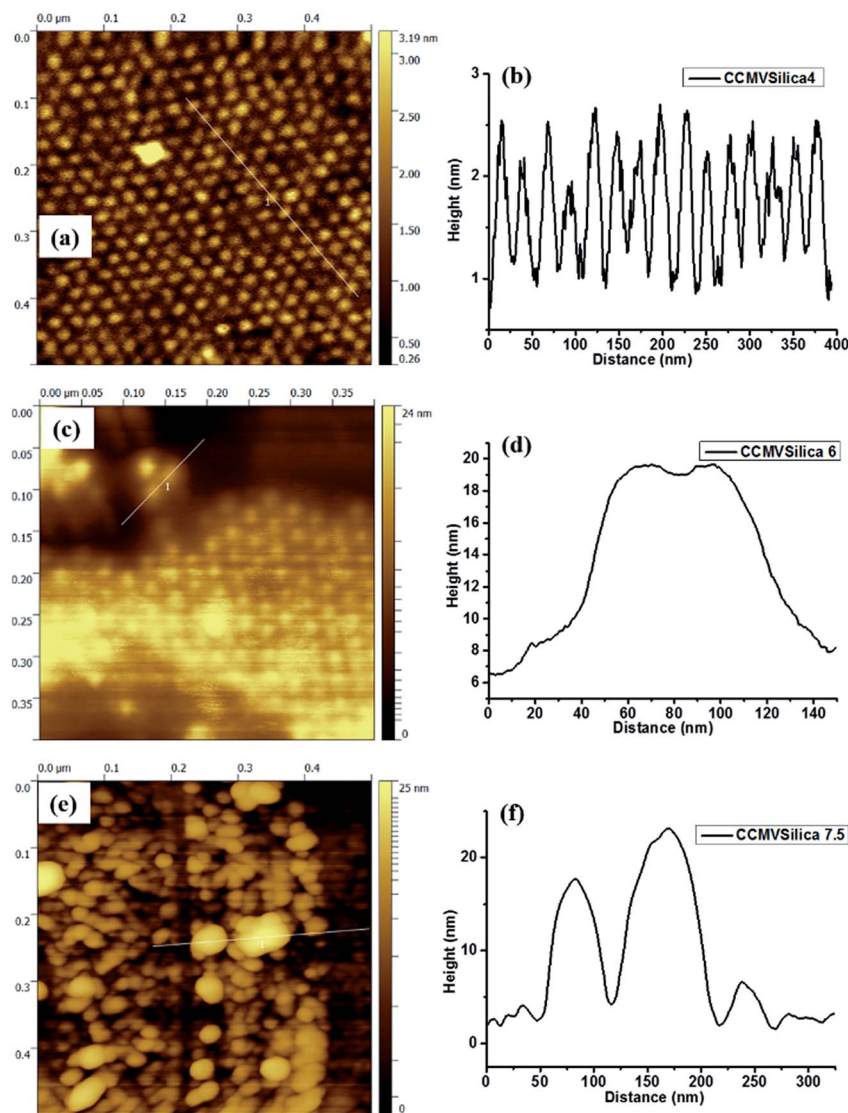 0.0 µm 0.1 0.2 0.3 0.4
0.0
0.1
0.2
0.3
0.4
(a)
1
3.19 nm
3.00
2.50
2.00
1.50
1.00
0.50
0.26
(b)
CCMVSilica4
Height (nm)
3
2
1
0 50 100 150 200 250 300 350 400
Distance (nm)
0.00 µm 0.05 0.10 0.15 0.20 0.25 0.30 0.35
0.00
0.05
0.10
0.15
0.20
0.25
0.30
0.35
(c)
1
24 nm
0
(d)
CCMVSilica 6
Height (nm)
20
18
16
14
12
10
8
6
0 20 40 60 80 100 120 140
Distance (nm)
0.0 µm 0.1 0.2 0.3 0.4
0.0
0.1
0.2
0.3
0.4
(e)
1
25 nm
0
(f)
CCMVSilica 7.5
Height (nm)
20
10
0
0 50 100 150 200 250 300
Distance (nm)